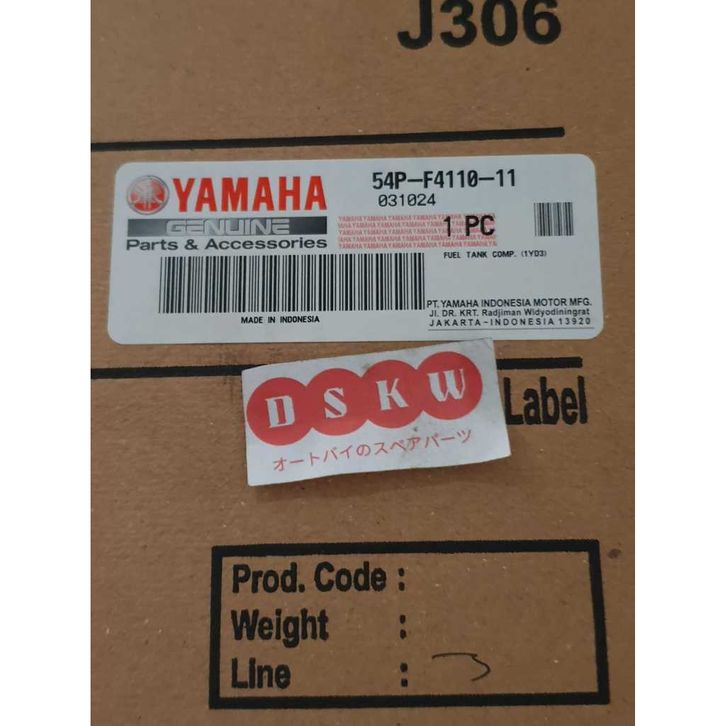 J306
YAMAHA
GENUINE
Parts & Accessories
54P-F4110-11
031024
1 PC
FUEL TANK COMP. (1YD3)
MADE IN INDONESIA
PT. YAMAHA INDONESIA MOTOR MFG.
Jl. DR. KRT. Radjiman Widyodiningrat
JAKARTA-INDONESIA 13920
DSKW
オートバイのスペアパーツ
Label
Prod. Code :
Weight :
Line : 3